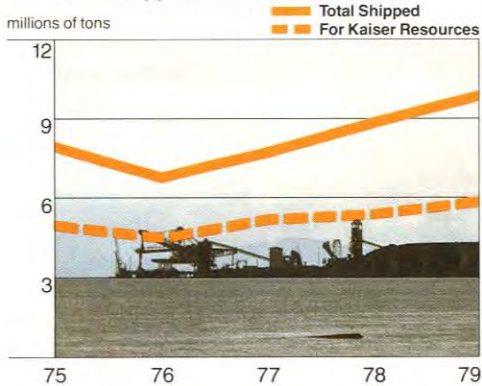 Total Shipped
millions of tons
For Kaiser Resources
12
9
6
3
75 76 77 78 79